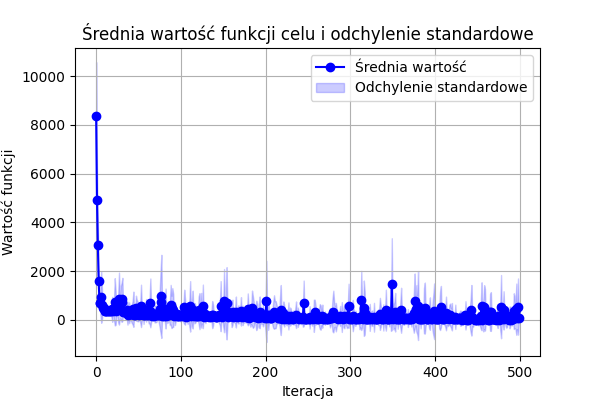 Średnia wartość funkcji celu i odchylenie standardowe
Średnia wartość
Odchylenie standardowe
Wartość funkcji
10000
8000
6000
4000
2000
0
0 100 200 300 400 500
Iteracja